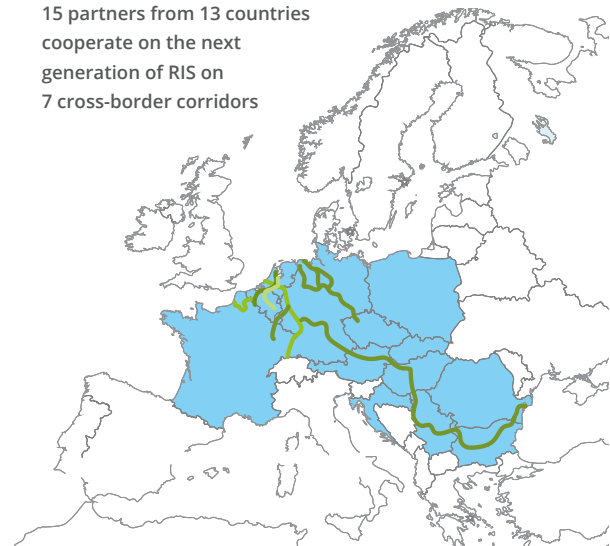 15 partners from 13 countries
cooperate on the next
generation of RIS on
7 cross-border corridors